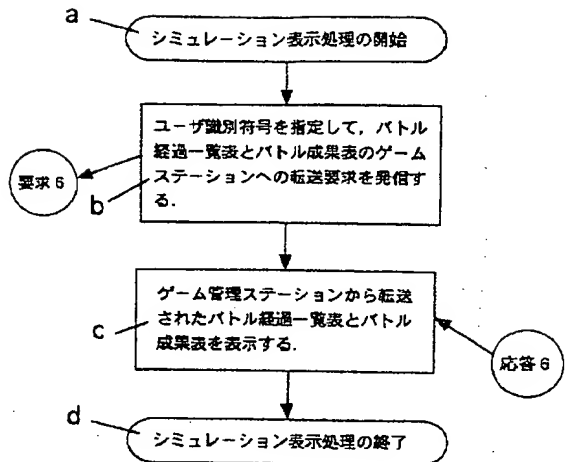 a
シミュレーション表示処理の開始
ユーザ識別符号を指定して,バトル
経過一覧表とバトル成果表のゲーム
ステーションへの転送要求を発信す
る.
要求6
b
ゲーム管理ステーションから転送
されたバトル経過一覧表とバトル
成果表を表示する.
c
応答6
d
シミュレーション表示処理の終了